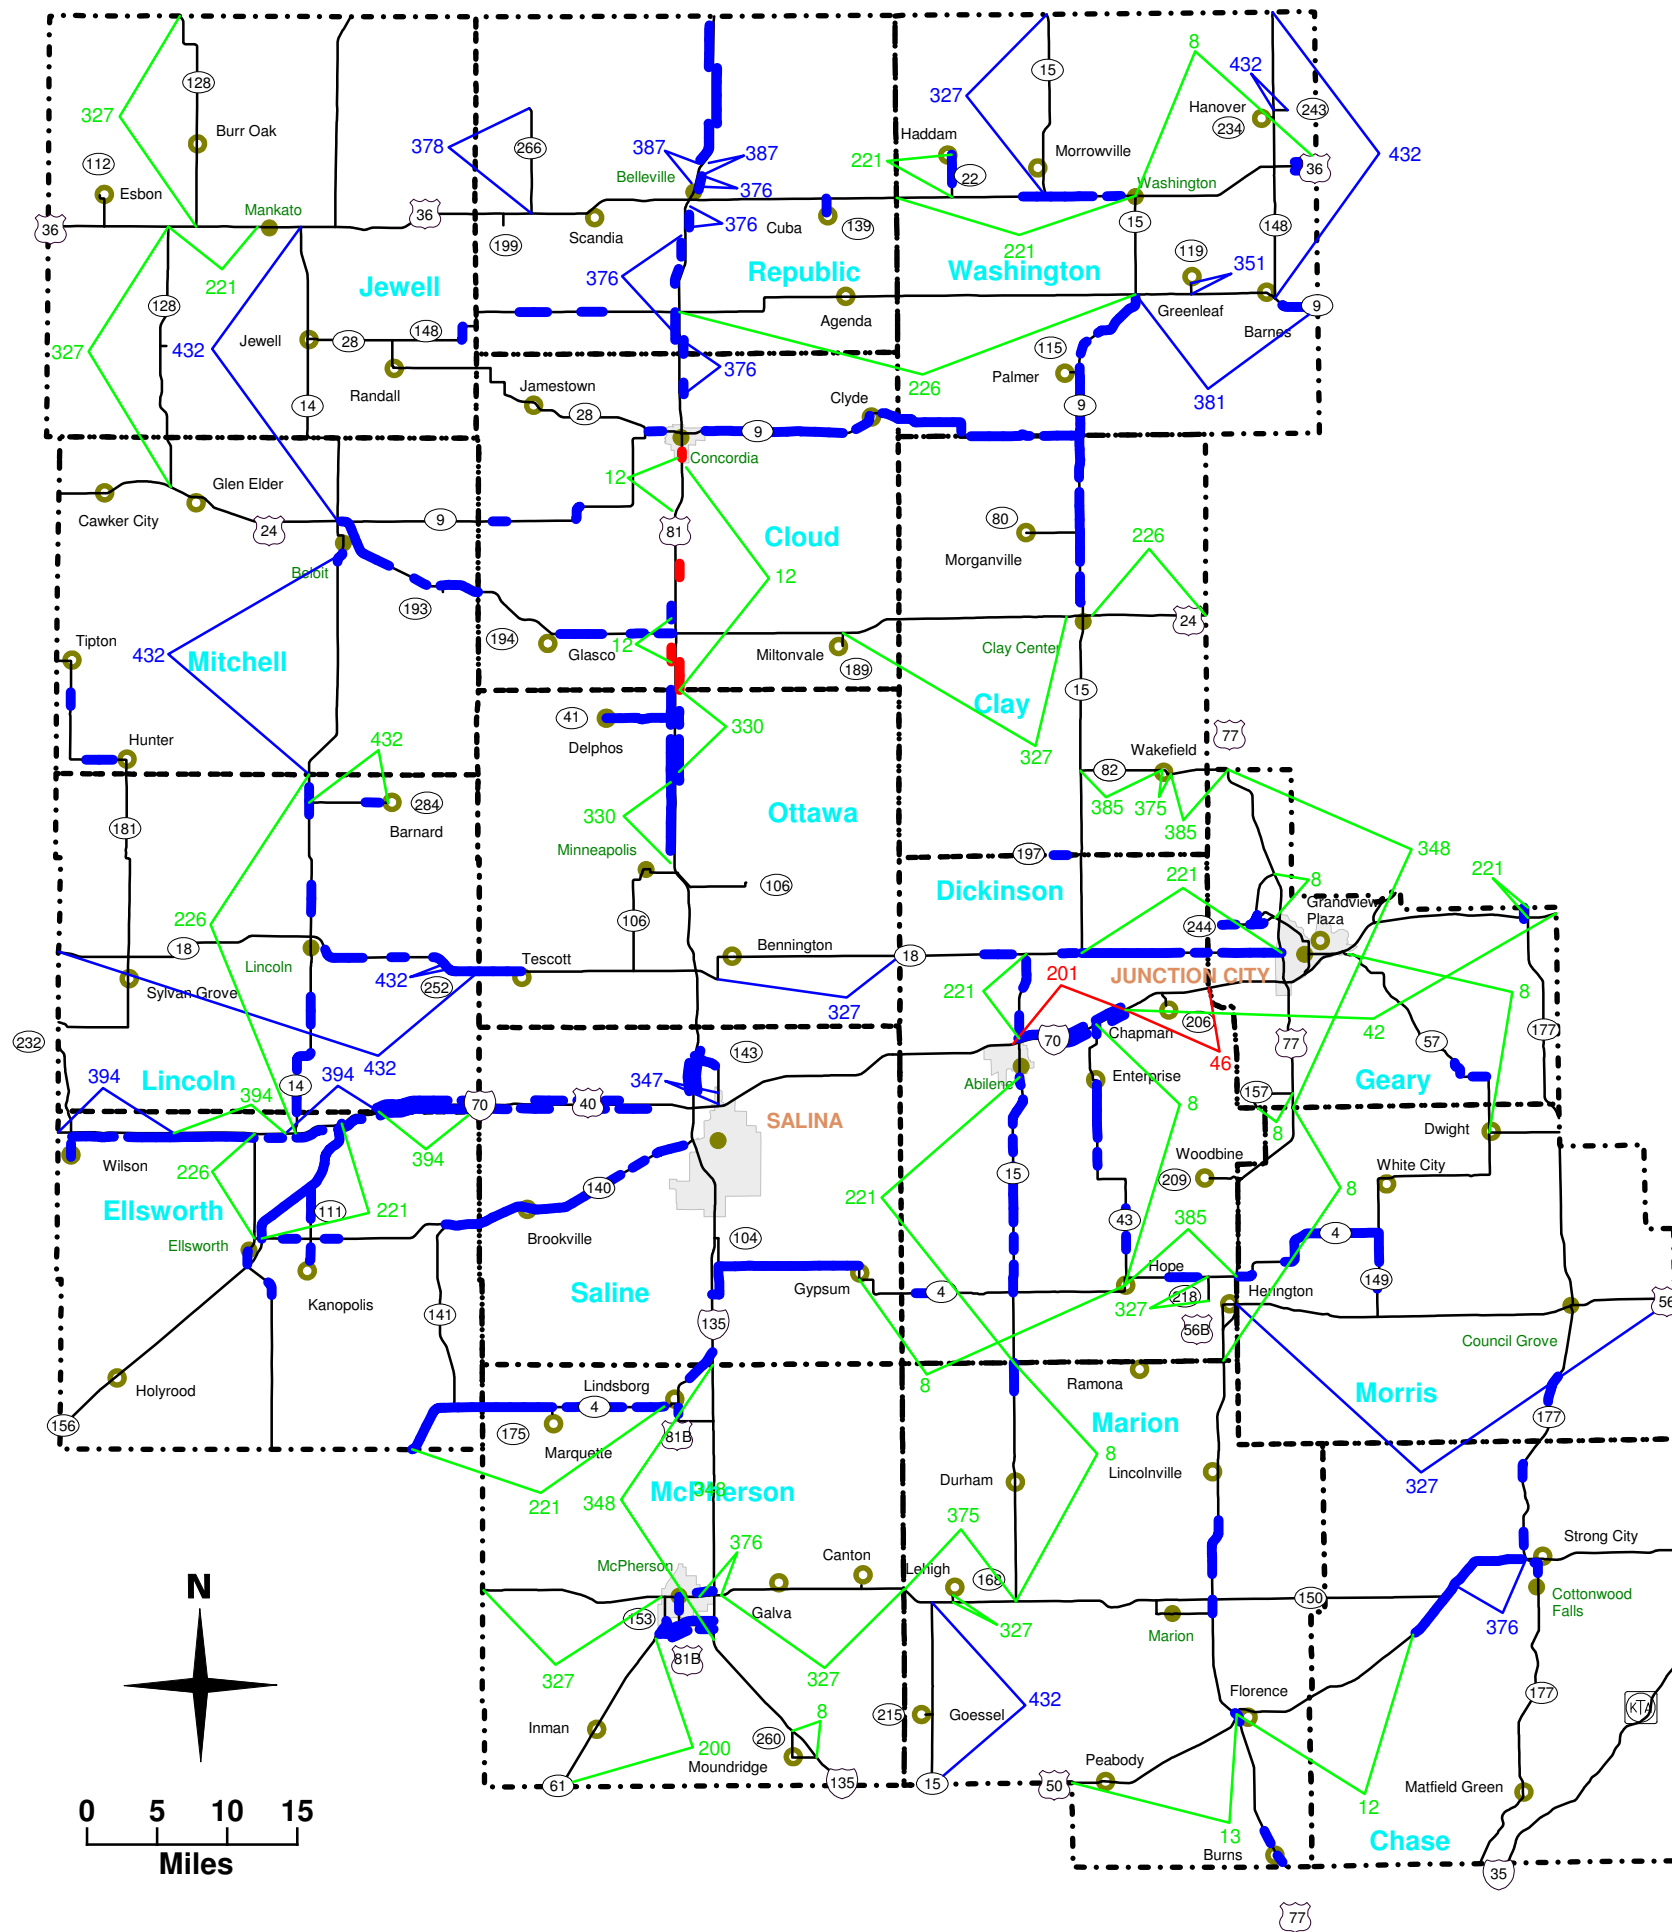 8
128
327
Burr Oak
112
Esbon
Mankato
36
36
199
221
128
327
Jewell
Jewell
28
148
Randall
14
432
378
266
387
387
376
Belleville
376
Scandia
Cuba
139
Republic
376
Agenda
376
226
327
15
432
Hanover
234
243
36
432
Haddam
221
22
Morrowville
Washington
221
15
148
Washington
119
351
Greenleaf
Barnes
9
115
Palmer
9
381
Jamestown
28
Clyde
9
Concordia
12
81
Cloud
12
Glen Elder
Cawker City
24
9
Beloit
193
194
Glasco
12
Miltonvale
189
80
Morganville
226
24
Clay Center
Clay
15
327
Tipton
432
Mitchell
Hunter
432
284
Barnard
181
41
Delphos
330
330
Ottawa
Minneapolis
106
106
77
Wakefield
82
385
375
385
348
197
Dickinson
221
8
221
Grandview
Plaza
244
226
18
Lincoln
Sylvan Grove
432
252
Tescott
Bennington
18
327
201
JUNCTION CITY
221
8
206
42
Chapman
46
70
77
57
177
232
432
Lincoln
14
394
394
394
70
40
143
347
SALINA
Abilene
Enterprise
8
157
8
Geary
Dwight
Wilson
226
Ellsworth
111
221
394
140
Brookville
Ellsworth
Kanopolis
141
Saline
104
Gypsum
4
135
221
15
43
Woodbine
209
White City
8
385
4
149
Hope
218
327
Herington
56B
56
Council Grove
Holyrood
156
Lindsborg
4
175
Marquette
81B
8
Ramona
Marion
Morris
177
327
8
Lincolnville
Durham
221
348
McPherson
348
375
376
McPherson
Canton
Lehigh
168
Strong City
Cottonwood
Falls
376
150
Marion
153
Galva
327
81B
327
327
432
N
Inman
200
8
260
Moundridge
61
135
215
Goessel
15
Florence
177
KTA
Peabody
50
13
12
Matfield Green
Burns
Chase
35
77
0 5 10 15
Miles